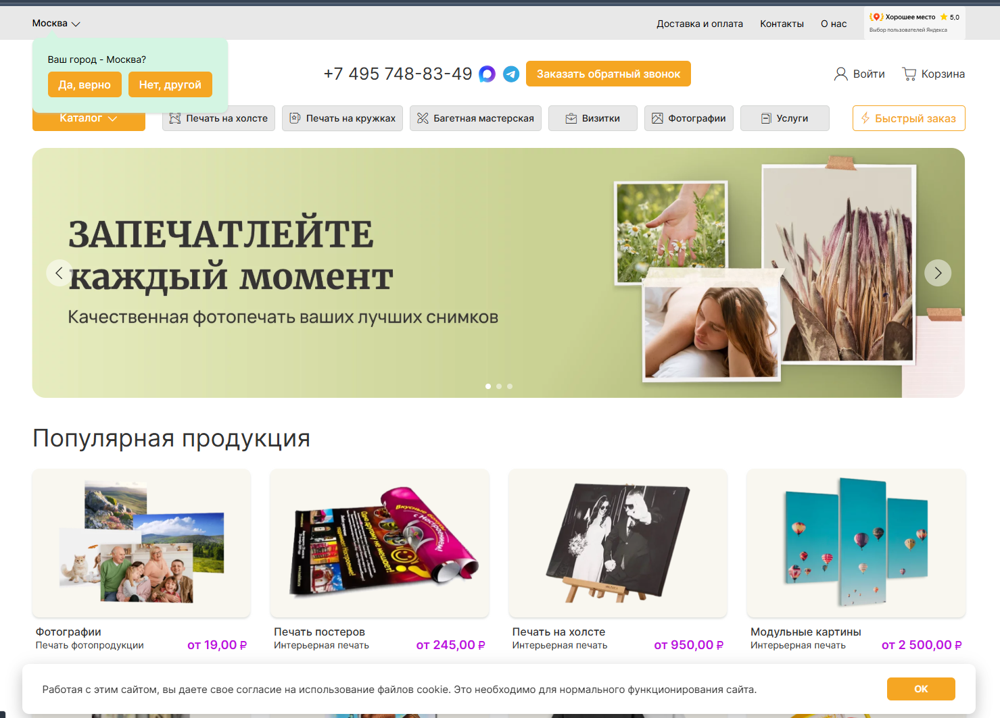 Москва
Доставка и оплата
Контакты
О нас
Хорошее место 5,0
Выбор пользователей Яндекса
Ваш город - Москва?
Да, верно
Нет, другой
+7 495 748-83-49
Заказать обратный звонок
Войти
Корзина
Каталог
Печать на холсте
Печать на кружках
Багетная мастерская
Визитки
Фотографии
Услуги
Быстрый заказ
ЗАПЕЧАТЛЕЙТЕ
каждый момент
Качественная фотопечать ваших лучших снимков
Популярная продукция
Вкусные бонусы
с Настроением!
Фотографии
Печать фотопродукции
от 19,00 ₽
Печать постеров
Интерьерная печать
от 245,00 ₽
Печать на холсте
Интерьерная печать
от 950,00 ₽
Модульные картины
Интерьерная печать
от 2 500,00 ₽
Работая с этим сайтом, вы даете свое согласие на использование файлов cookie. Это необходимо для нормального функционирования сайта.
OK